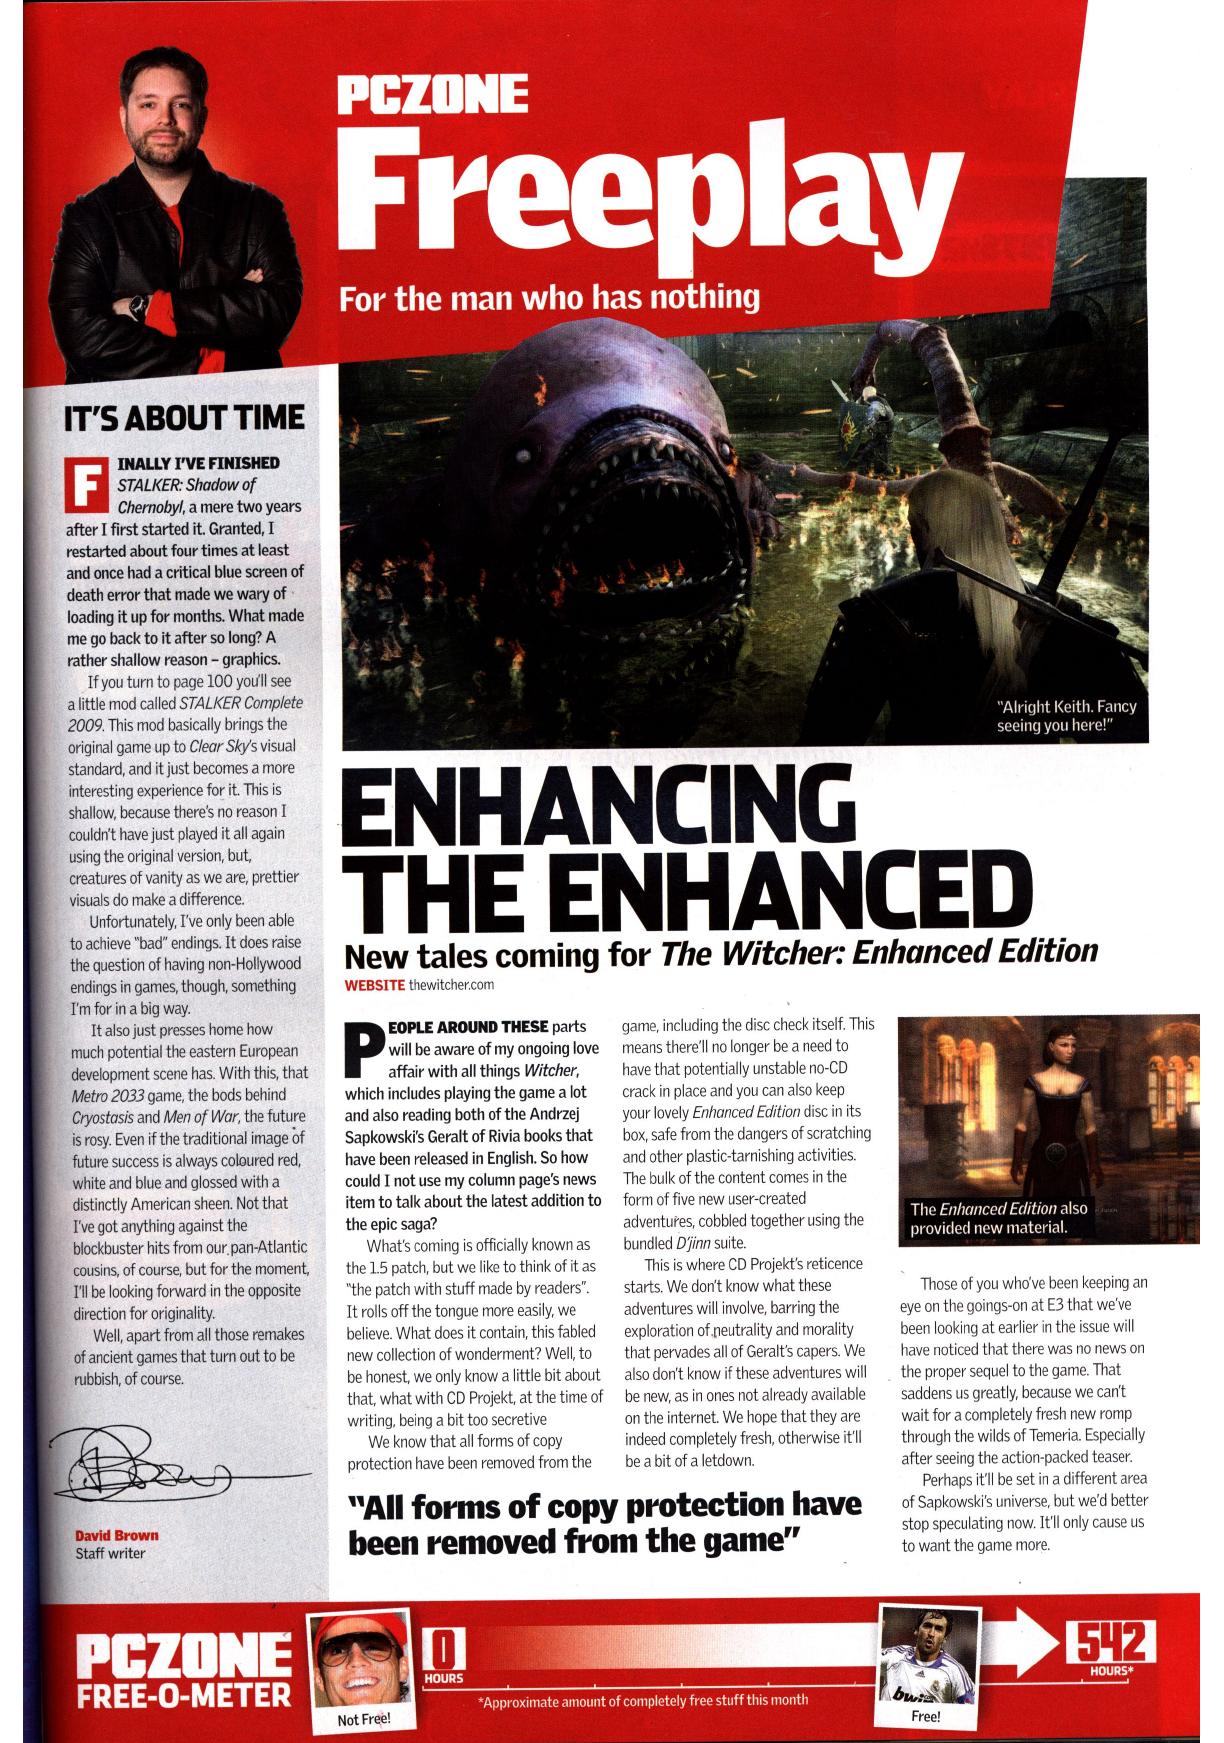 PCZONE
Freeplay
For the man who has nothing
IT'S ABOUT TIME
FINALLY I'VE FINISHED
STALKER: Shadow of
Chernobyl, a mere two years
after I first started it. Granted, I
restarted about four times at least
and once had a critical blue screen of
death error that made we wary of
loading it up for months. What made
me go back to it after so long? A
rather shallow reason – graphics.
If you turn to page 100 you'll see
a little mod called STALKER Complete
2009. This mod basically brings the
original game up to Clear Sky's visual
standard, and it just becomes a more
interesting experience for it. This is
shallow, because there's no reason I
couldn't have just played it all again
using the original version, but,
creatures of vanity as we are, prettier
visuals do make a difference.
Unfortunately, I've only been able
to achieve "bad" endings. It does raise
the question of having non-Hollywood
endings in games, though, something
I'm for in a big way.
It also just presses home how
much potential the eastern European
development scene has. With this, that
Metro 2033 game, the bods behind
Cryostasis and Men of War, the future
is rosy. Even if the traditional image of
future success is always coloured red,
white and blue and glossed with a
distinctly American sheen. Not that
I've got anything against the
blockbuster hits from our pan-Atlantic
cousins, of course, but for the moment,
I'll be looking forward in the opposite
direction for originality.
Well, apart from all those remakes
of ancient games that turn out to be
rubbish, of course.
David Brown
Staff writer
"Alright Keith. Fancy
seeing you here!"
ENHANCING
THE ENHANCED
New tales coming for The Witcher: Enhanced Edition
WEBSITE thewitcher.com
PEOPLE AROUND THESE parts
will be aware of my ongoing love
affair with all things Witcher,
which includes playing the game a lot
and also reading both of the Andrzej
Sapkowski's Geralt of Rivia books that
have been released in English. So how
could I not use my column page's news
item to talk about the latest addition to
the epic saga?
What's coming is officially known as
the 1.5 patch, but we like to think of it as
"the patch with stuff made by readers".
It rolls off the tongue more easily, we
believe. What does it contain, this fabled
new collection of wonderment? Well, to
be honest, we only know a little bit about
that, what with CD Projekt, at the time of
writing, being a bit too secretive
We know that all forms of copy
protection have been removed from the
game, including the disc check itself. This
means there'll no longer be a need to
have that potentially unstable no-CD
crack in place and you can also keep
your lovely Enhanced Edition disc in its
box, safe from the dangers of scratching
and other plastic-tarnishing activities.
The bulk of the content comes in the
form of five new user-created
adventures, cobbled together using the
bundled D'jinn suite.
This is where CD Projekt's reticence
starts. We don't know what these
adventures will involve, barring the
exploration of neutrality and morality
that pervades all of Geralt's capers. We
also don't know if these adventures will
be new, as in ones not already available
on the internet. We hope that they are
indeed completely fresh, otherwise it'll
be a bit of a letdown.
"All forms of copy protection have
been removed from the game"
The Enhanced Edition also
provided new material.
Those of you who've been keeping an
eye on the goings-on at E3 that we've
been looking at earlier in the issue will
have noticed that there was no news on
the proper sequel to the game. That
saddens us greatly, because we can't
wait for a completely fresh new romp
through the wilds of Temeria. Especially
after seeing the action-packed teaser.
Perhaps it'll be set in a different area
of Sapkowski's universe, but we'd better
stop speculating now. It'll only cause us
to want the game more.
PCZONE
FREE-O-METER
Not Free!
0
HOURS
*Approximate amount of completely free stuff this month
bwin
Free!
542
HOURS*